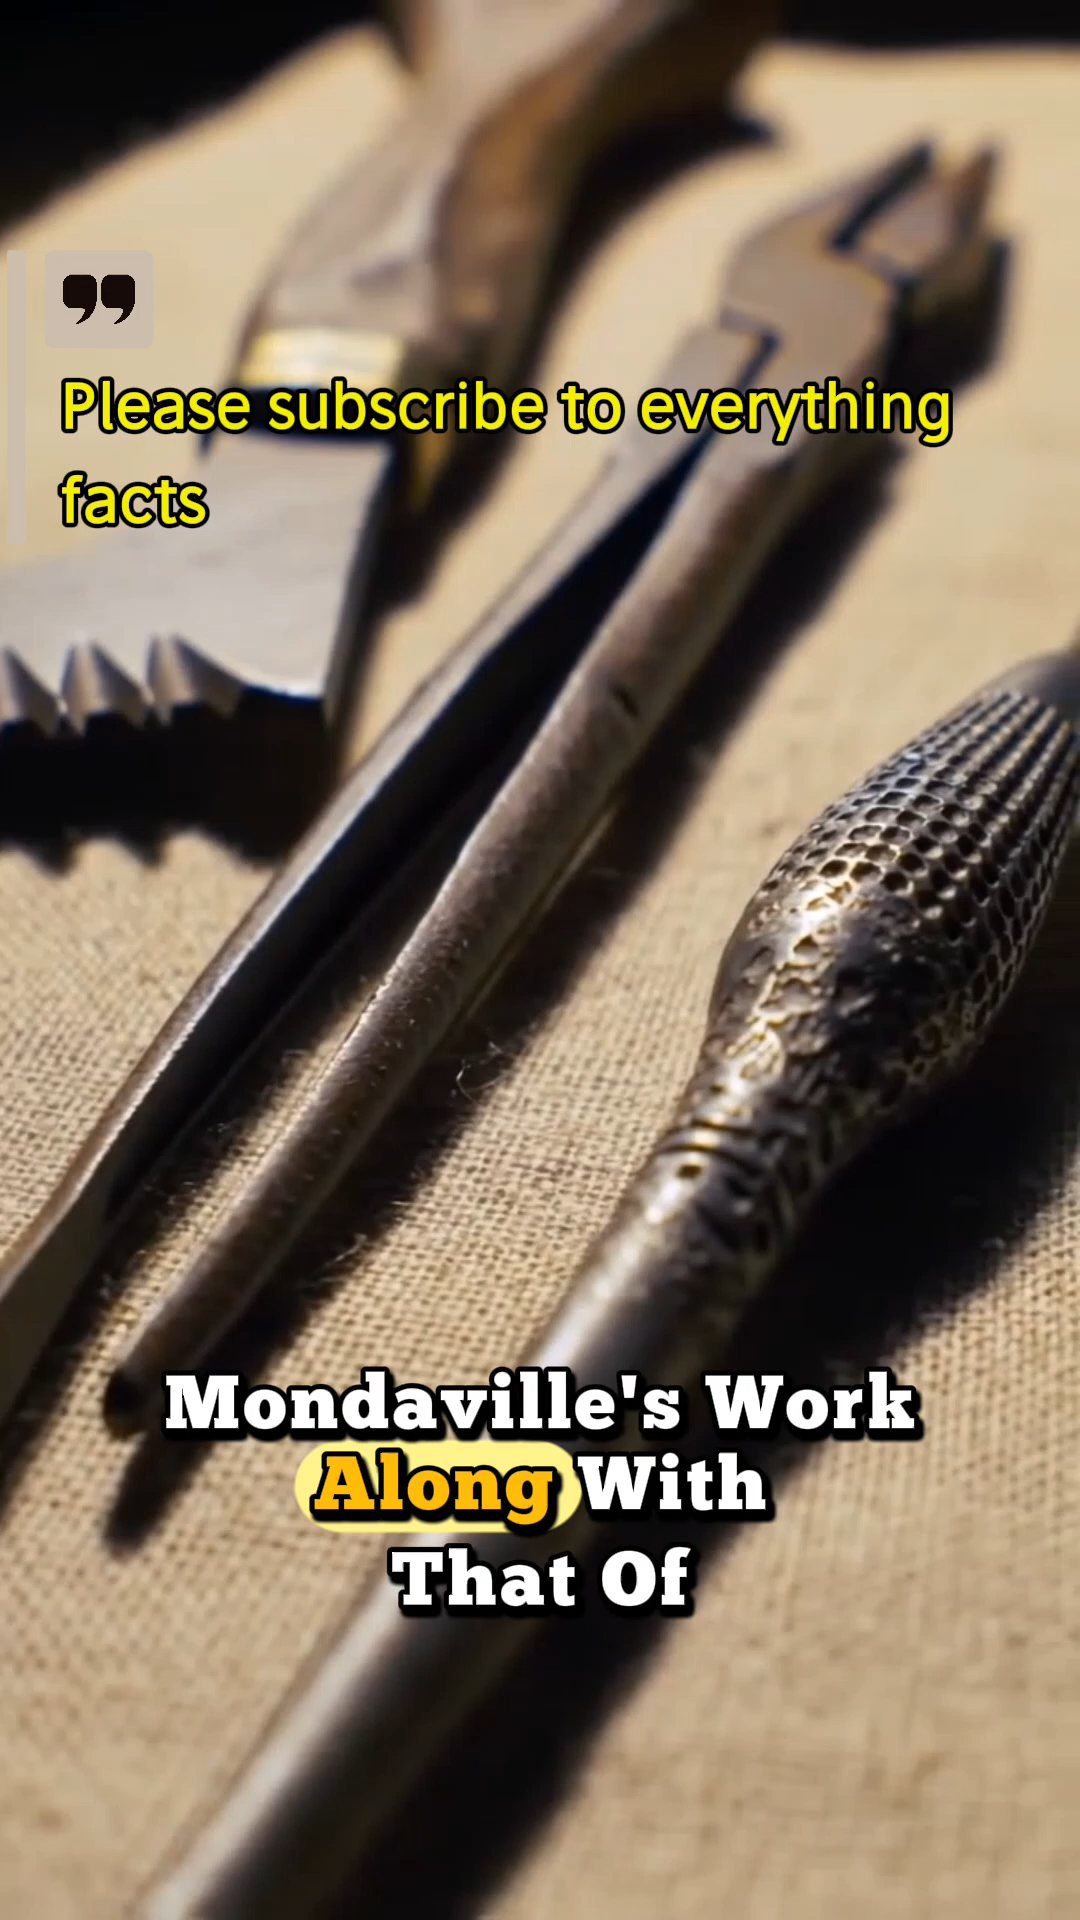 ❞
Please subscribe to everything
facts
Mondaville's Work
Along With
That Of